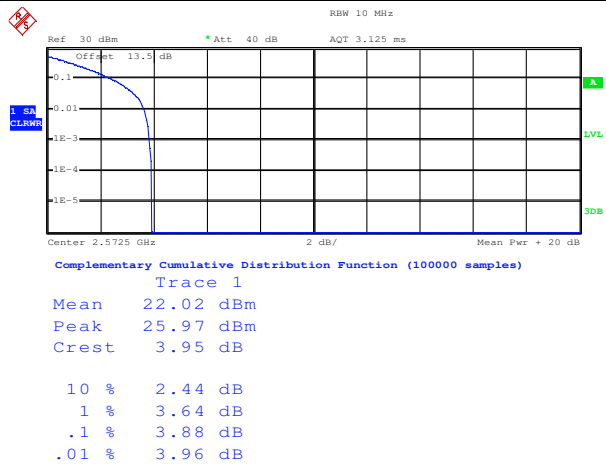 R S
RBW 10 MHz
Ref 30 dBm * Att 40 dB AQT 3.125 ms
Offset 13.5 dB
0.1
A
0.01
1 SA
CLRWR
LVL
1E-3
1E-4
1E-5
3DB
Center 2.5725 GHz 2 dB/ Mean Pwr + 20 dB
Complementary Cumulative Distribution Function (100000 samples)
Trace 1
Mean 22.02 dBm
Peak 25.97 dBm
Crest 3.95 dB
10 % 2.44 dB
1 % 3.64 dB
.1 % 3.88 dB
.01 % 3.96 dB